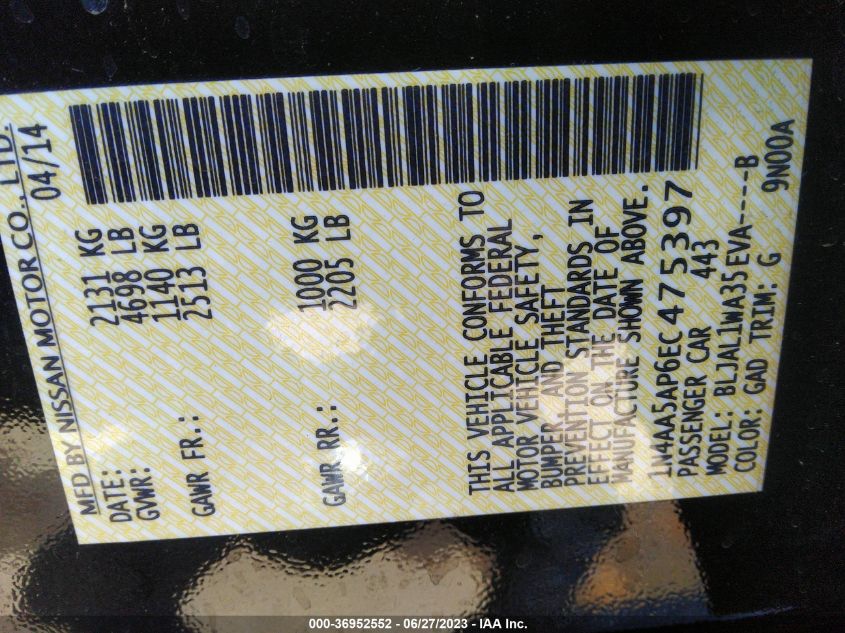 MFD BY NISSAN MOTOR CO., LTD.
DATE: 04/14
GVWR: 2131 KG
4698 LB
GAWR FR.: 1140 KG
2513 LB
GAWR RR.: 1000 KG
2205 LB
THIS VEHICLE CONFORMS TO
ALL APPLICABLE FEDERAL
MOTOR VEHICLE SAFETY,
BUMPER AND THEFT
PREVENTION STANDARDS IN
EFFECT ON THE DATE OF
MANUFACTURE SHOWN ABOVE.
1N4AA5AP6EC475397
PASSENGER CAR 443
MODEL: BLJAL1WA35EVA----B
COLOR: GAD TRIM: G 9N00A
000-36952552 - 06/27/2023 - IAA Inc.